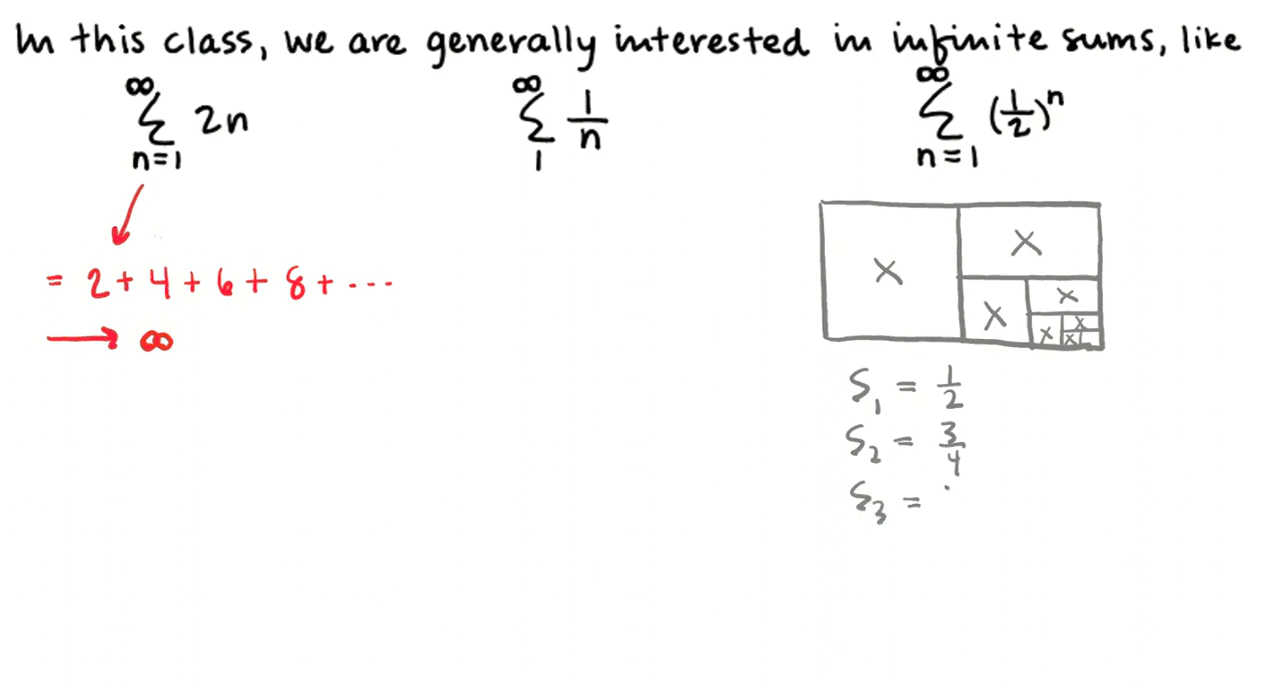 In this class, we are generally interested in infinite sums, like
∞ ∑ n=1 2n
∞ ∑ 1 1/n
∞ ∑ n=1 (1/2)^n
= 2 + 4 + 6 + 8 + ...
→ ∞
X X
X X
X X
X
S₁ = 1/2
S₂ = 3/4
S₃ =